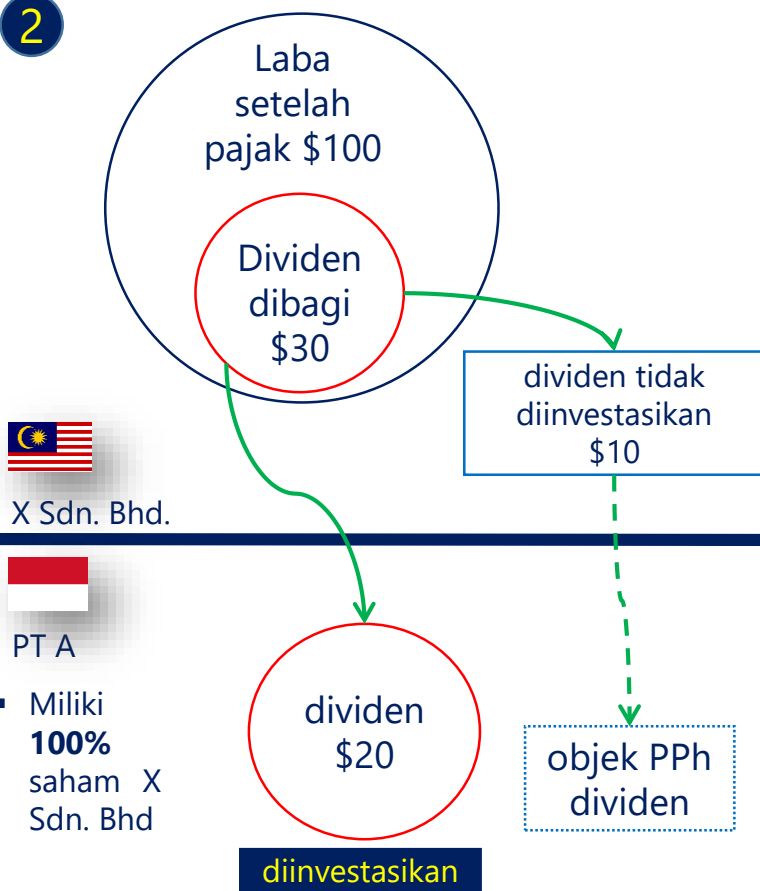 2
Laba
setelah
pajak $100
Dividen
dibagi
$30
dividen tidak
diinvestasikan
$10
X Sdn. Bhd.
PT A
▪ Miliki
100%
saham X
Sdn. Bhd
dividen
$20
objek PPh
dividen
diinvestasikan